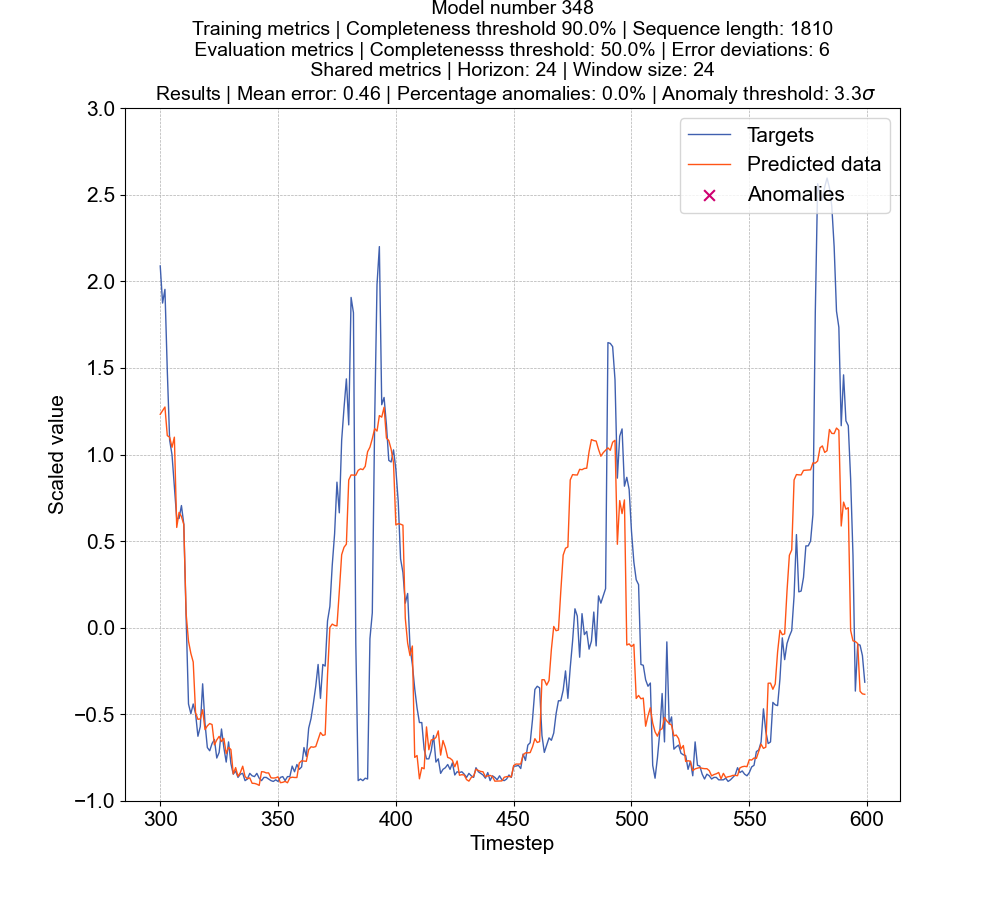 Model number 348
Training metrics | Completeness threshold 90.0% | Sequence length: 1810
Evaluation metrics | Completenesss threshold: 50.0% | Error deviations: 6
Shared metrics | Horizon: 24 | Window size: 24
Results | Mean error: 0.46 | Percentage anomalies: 0.0% | Anomaly threshold: 3.3σ
Targets
Predicted data
Anomalies
3.0
2.5
2.0
1.5
1.0
0.5
0.0
−0.5
−1.0
Scaled value
300 350 400 450 500 550 600
Timestep